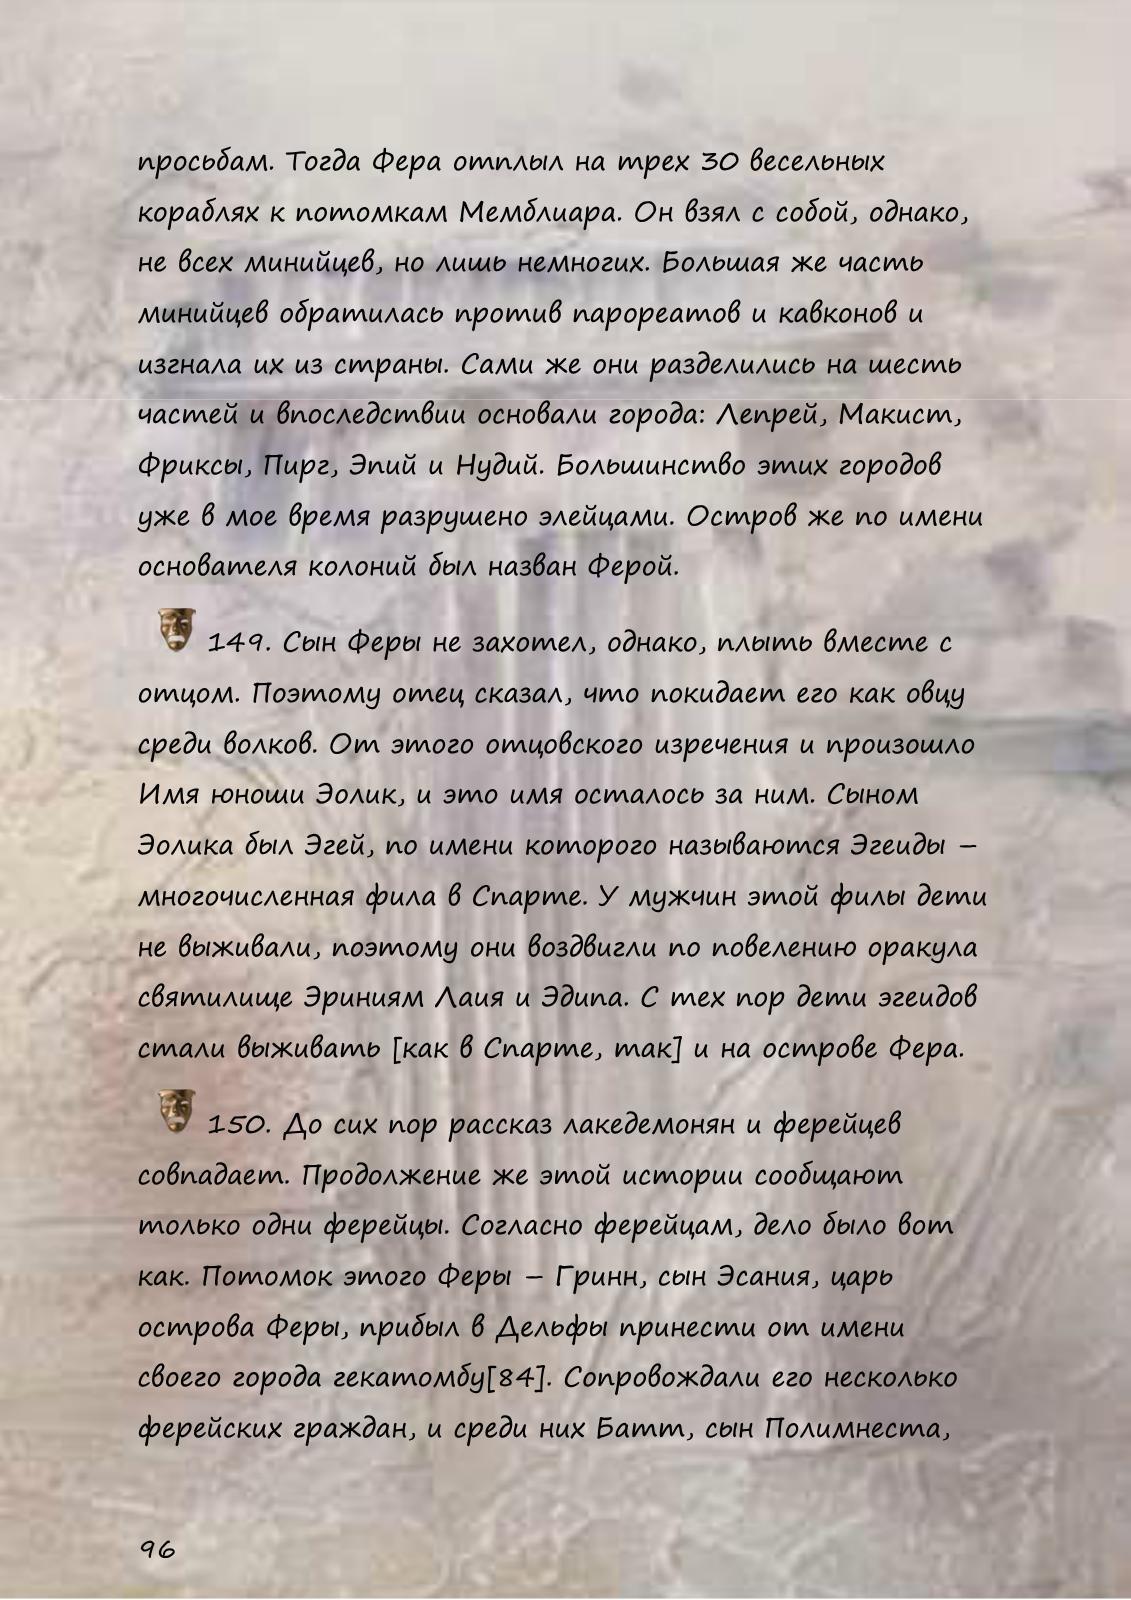 просьбам. Тогда Фера отплыл на трех 30 весельных
кораблях к потомкам Мемблиара. Он взял с собой, однако,
не всех минийцев, но лишь немногих. Большая же часть
минийцев обратилась против парореатов и кавконов и
изгнала их из страны. Сами же они разделились на шесть
частей и впоследствии основали города: Лепрей, Макист,
Фриксы, Пирг, Эпий и Нудий. Большинство этих городов
уже в мое время разрушено элейцами. Остров же по имени
основателя колоний был назван Ферой.
149. Сын Феры не захотел, однако, плыть вместе с
отцом. Поэтому отец сказал, что покидает его как овцу
среди волков. От этого отцовского изречения и произошло
Имя юноши Эолик, и это имя осталось за ним. Сыном
Эолика был Эгей, по имени которого называются Эгеиды –
многочисленная фила в Спарте. У мужчин этой филы дети
не выживали, поэтому они воздвигли по повелению оракула
святилище Эриниям Лаия и Эдипа. С тех пор дети эгеидов
стали выживать [как в Спарте, так] и на острове Фера.
150. До сих пор рассказ лакедемонян и ферейцев
совпадает. Продолжение же этой истории сообщают
только одни ферейцы. Согласно ферейцам, дело было вот
как. Потомок этого Феры – Гринн, сын Эсания, царь
острова Феры, прибыл в Дельфы принести от имени
своего города гекатомбу[84]. Сопровождали его несколько
ферейских граждан, и среди них Батт, сын Полимнеста,
96